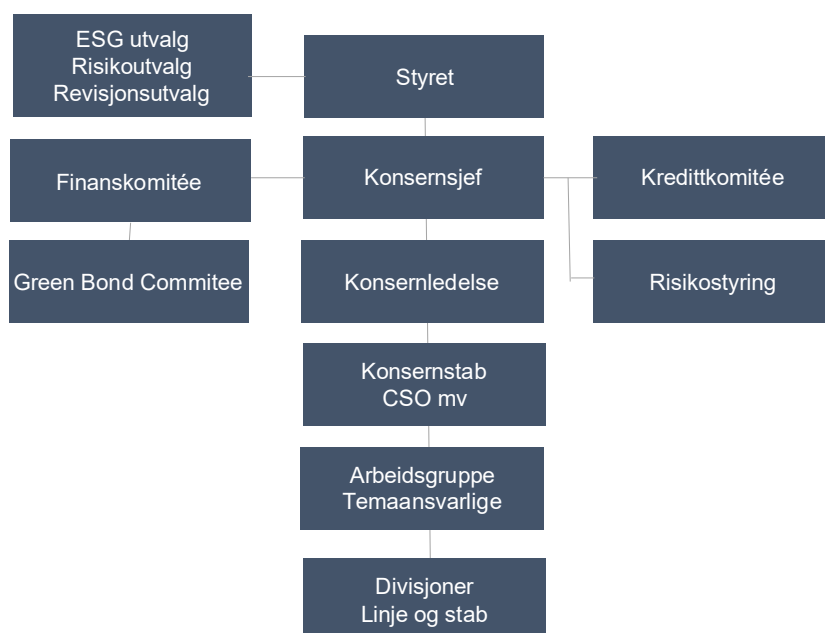 ESG utvalg
Risikoutvalg
Revisjonsutvalg
Styret
Finanskomitée
Konsernsjef
Kredittkomitée
Green Bond Commitee
Konsernledelse
Risikostyring
Konsernstab
CSO mv
Arbeidsgruppe
Temaansvarlige
Divisjoner
Linje og stab